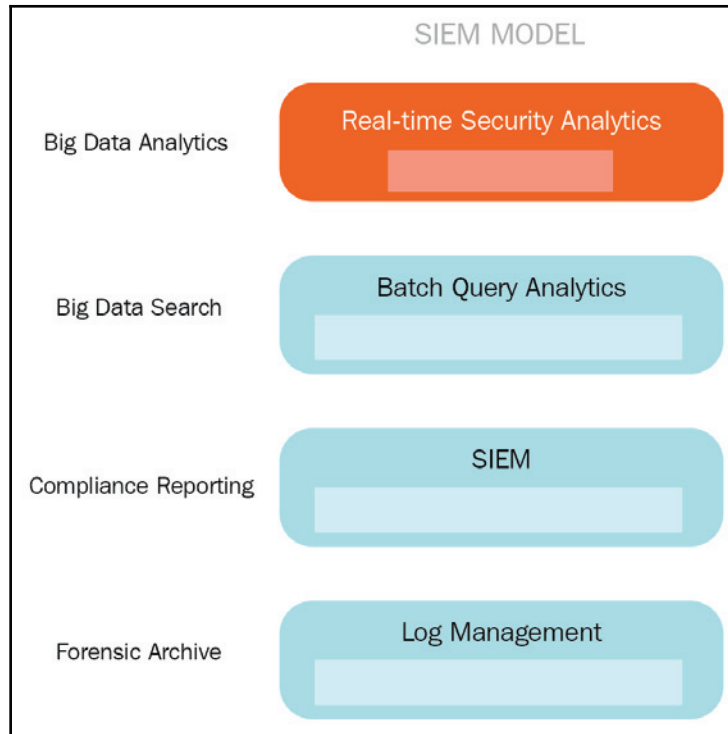 SIEM MODEL
Big Data Analytics
Real-time Security Analytics
Big Data Search
Batch Query Analytics
Compliance Reporting
SIEM
Forensic Archive
Log Management